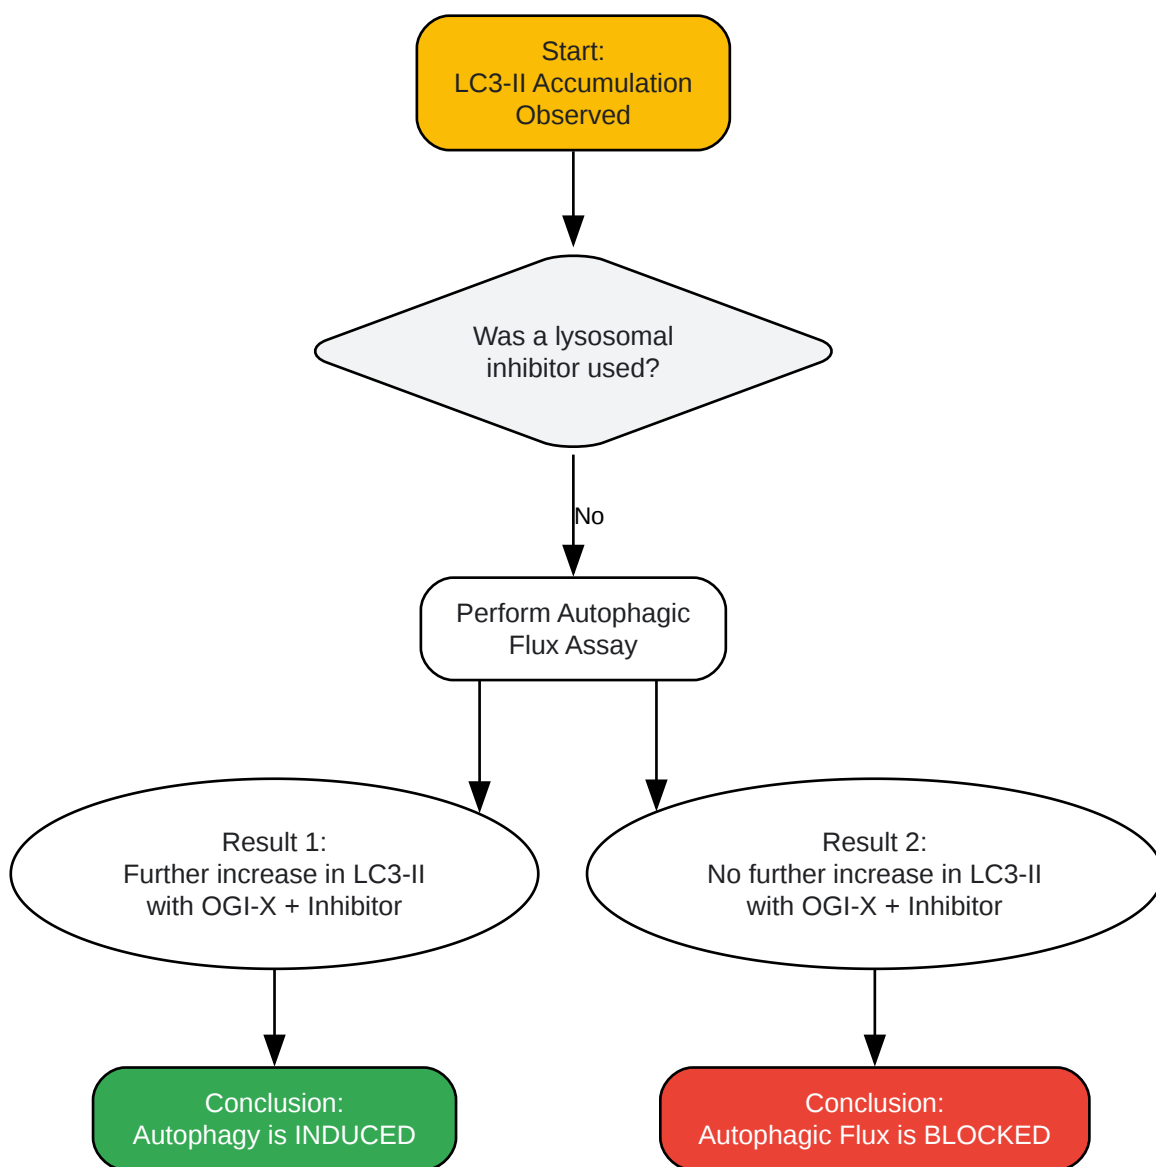 Start:
LC3-II Accumulation
Observed
Was a lysosomal
inhibitor used?
No
Perform Autophagic
Flux Assay
Result 1:
Further increase in LC3-II
with OGI-X + Inhibitor
Result 2:
No further increase in LC3-II
with OGI-X + Inhibitor
Conclusion:
Autophagy is INDUCED
Conclusion:
Autophagic Flux is BLOCKED